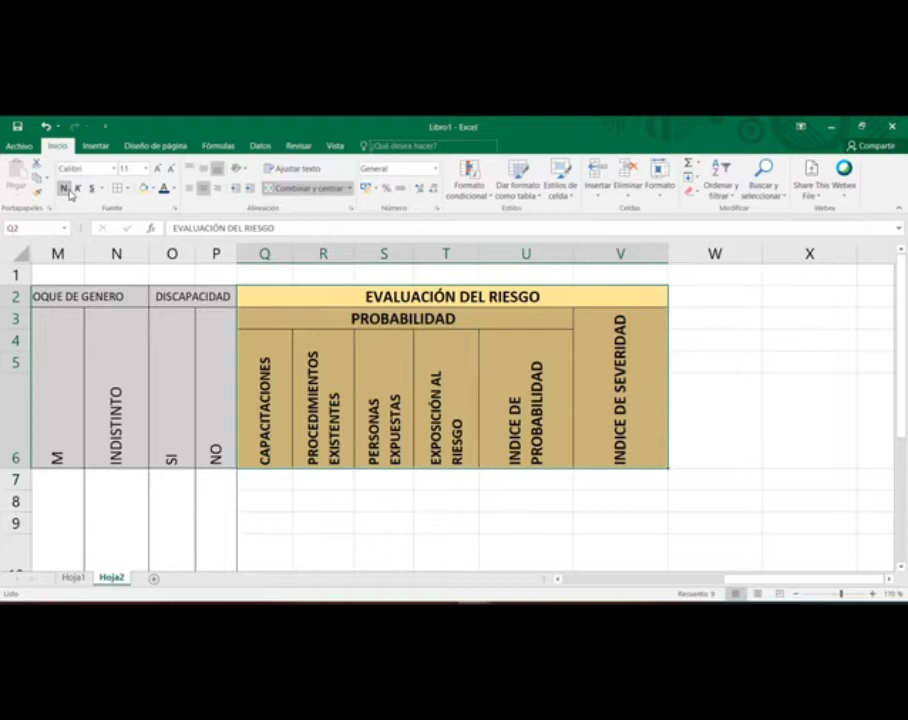 Libro1 - Excel
Archivo Inicio Insertar Diseño de página Fórmulas Datos Revisar Vista ¿Qué desea hacer? Compartir
Pegar
Calibri 11
N K S A
Ajustar texto
Combinar y centrar
General
% 000
Formato condicional
Dar formato como tabla
Estilos de celda
Insertar Eliminar Formato
Ordenar y filtrar
Buscar y seleccionar
Share This File
Webex
Portapapeles Fuente Alineación Número Estilos Celdas Modificar Webex
Q2 fx EVALUACIÓN DEL RIESGO
M N O P Q R S T U V W X
1
2 OQUE DE GENERO DISCAPACIDAD EVALUACIÓN DEL RIESGO
3 PROBABILIDAD
4
5
6
M
INDISTINTO
SI
NO
CAPACITACIONES
PROCEDIMIENTOS
EXISTENTES
PERSONAS
EXPUESTAS
EXPOSICIÓN AL
RIESGO
INDICE DE
PROBABILIDAD
INDICE DE SEVERIDAD
7
8
9
Hoja1 Hoja2
Listo Recuento: 9 170 %